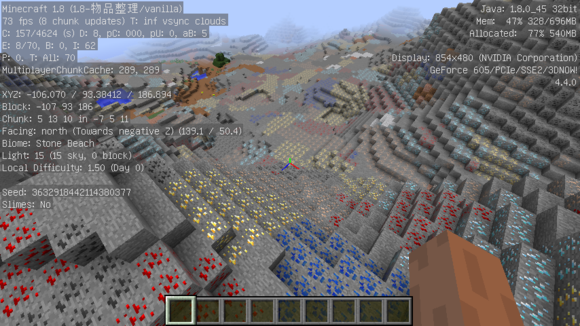 Minecraft 1.8 (1.8-物品整理/vanilla)
73 fps (8 chunk updates) T: inf vsync clouds
C: 157/4624 (s) D: 8, pC: 000, pU: 0, aB: 5
E: 8/70, B: 0, I: 62
P: 0. T: All: 70
MultiplayerChunkCache: 289, 289
XYZ: -106.070 / 93.38412 / 186.694
Block: -107 93 186
Chunk: 5 13 10 in -7 5 11
Facing: north (Towards negative Z) (139.1 / 50.4)
Biome: Stone Beach
Light: 15 (15 sky, 0 block)
Local Difficulty: 1.50 (Day 0)
Seed: 3632918442114380377
Slimes: No
Java: 1.8.0_45 32bit
Mem: 47% 328/696MB
Allocated: 77% 540MB
Display: 854x480 (NVIDIA Corporation)
GeForce 605/PCIe/SSE2/3DNOW!
4.4.0